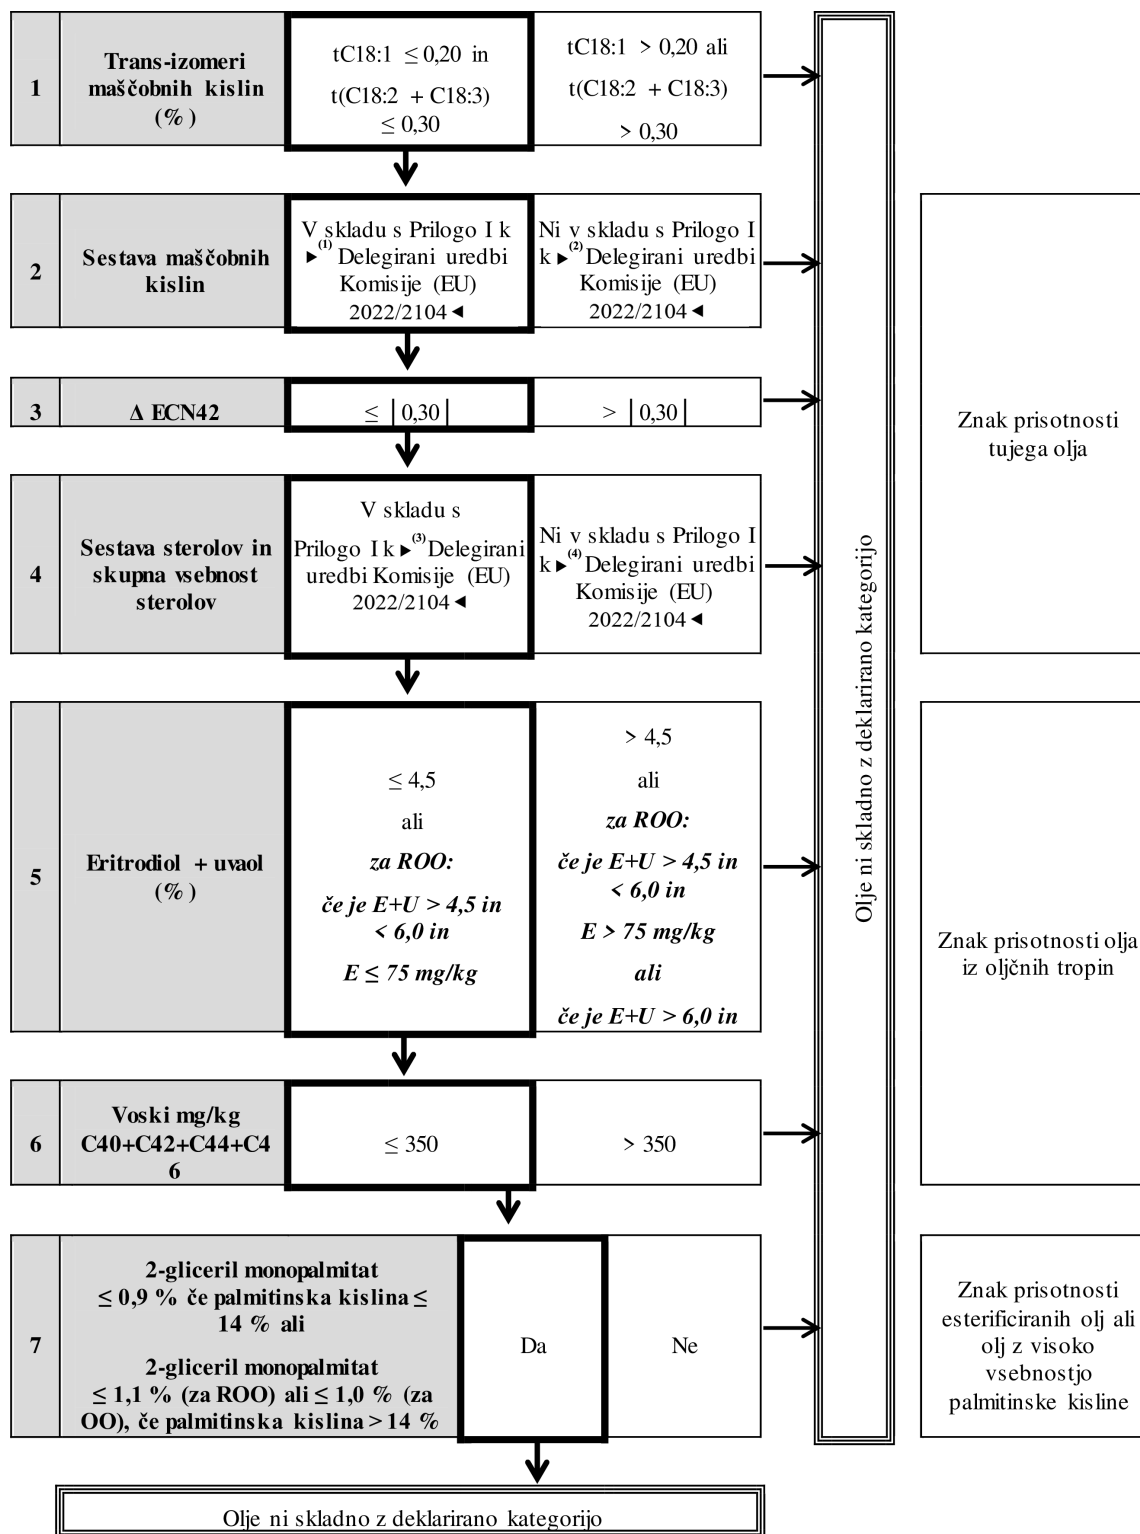 1
Trans-izomeri
maščobnih kislin
(%)
tC18:1 ≤ 0,20 in
t(C18:2 + C18:3)
≤ 0,30
tC18:1 > 0,20 ali
t(C18:2 + C18:3)
> 0,30
2
Sestava maščobnih
kislin
V skladu s Prilogo I k
►(1) Delegirani uredbi
Komisije (EU)
2022/2104 ◄
Ni v skladu s Prilogo I
k ►(2) Delegirani uredbi
Komisije (EU)
2022/2104 ◄
3
Δ ECN42
≤ |0,30|
> |0,30|
Znak prisotnosti
tujega olja
4
Sestava sterolov in
skupna vsebnost
sterolov
V skladu s
Prilogo I k ►(3) Delegirani
uredbi Komisije (EU)
2022/2104 ◄
Ni v skladu s Prilogo I
k ►(4) Delegirani uredbi
Komisije (EU)
2022/2104 ◄
Olje ni skladno z deklarirano kategorijo
5
Eritrodiol + uvaol
(%)
≤ 4,5
ali
za ROO:
če je E+U > 4,5 in
< 6,0 in
E ≤ 75 mg/kg
> 4,5
ali
za ROO:
če je E+U > 4,5 in
< 6,0 in
E > 75 mg/kg
ali
če je E+U > 6,0 in
Znak prisotnosti olja
iz oljčnih tropin
6
Voski mg/kg
C40+C42+C44+C4
6
≤ 350
> 350
7
2-gliceril monopalmitat
≤ 0,9 % če palmitinska kislina ≤
14 % ali
2-gliceril monopalmitat
≤ 1,1 % (za ROO) ali ≤ 1,0 % (za
OO), če palmitinska kislina > 14 %
Da
Ne
Znak prisotnosti
esterificiranih olj ali
olj z visoko
vsebnostjo
palmitinske kisline
Olje ni skladno z deklarirano kategorijo